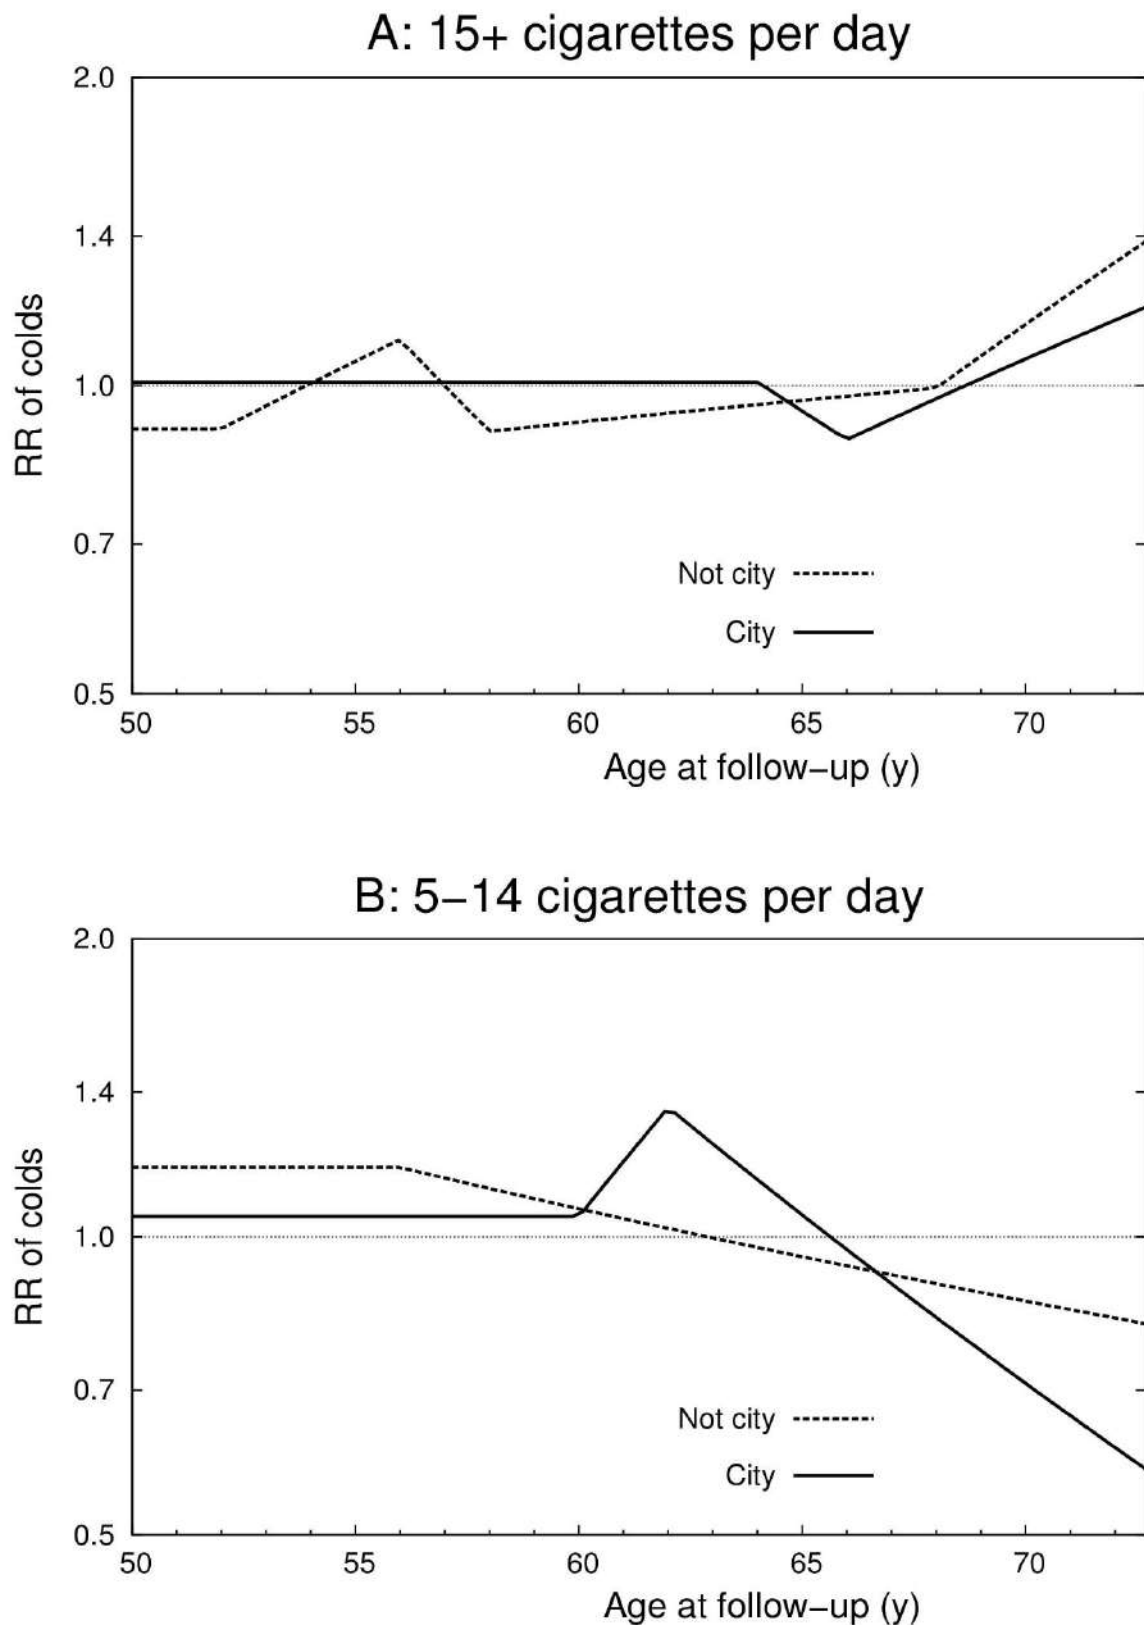 A: 15+ cigarettes per day
2.0
1.4
1.0
0.7
0.5
RR of colds
Not city
City
50 55 60 65 70
Age at follow−up (y)
B: 5−14 cigarettes per day
2.0
1.4
1.0
0.7
0.5
RR of colds
Not city
City
50 55 60 65 70
Age at follow−up (y)